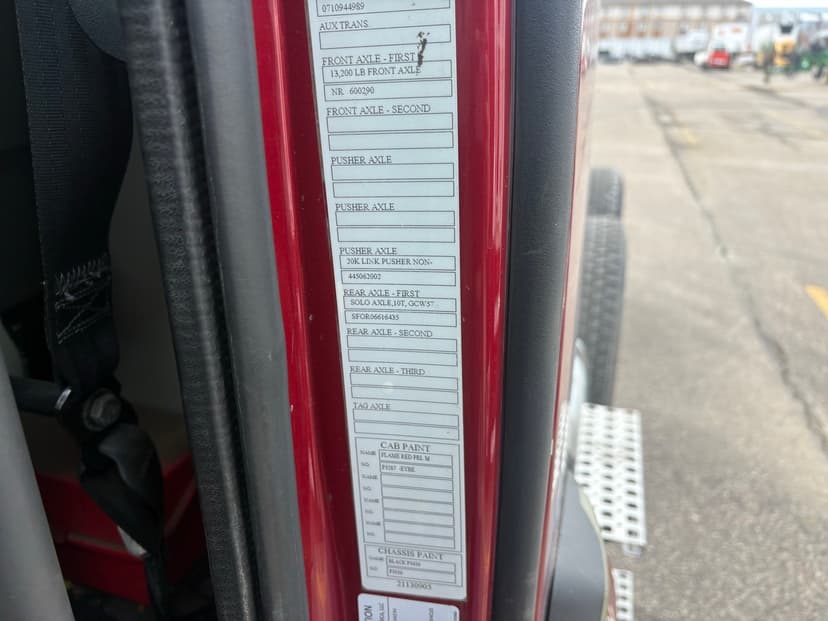 0710944989
AUX TRANS.
FRONT AXLE - FIRST
13,200 LB FRONT AXLE
NR 600290
FRONT AXLE - SECOND
PUSHER AXLE
PUSHER AXLE
PUSHER AXLE
20K LINK PUSHER NON-
445062002
REAR AXLE - FIRST
SOLO AXLE,10T, GCW57
SFOR06616435
REAR AXLE - SECOND
REAR AXLE - THIRD
TAG AXLE
CAB PAINT
NAME FLAME RED FRL M
NO.
NAME
NO.
NAME
NO.
NAME
NO.
CHASSIS PAINT
NAME
21130903